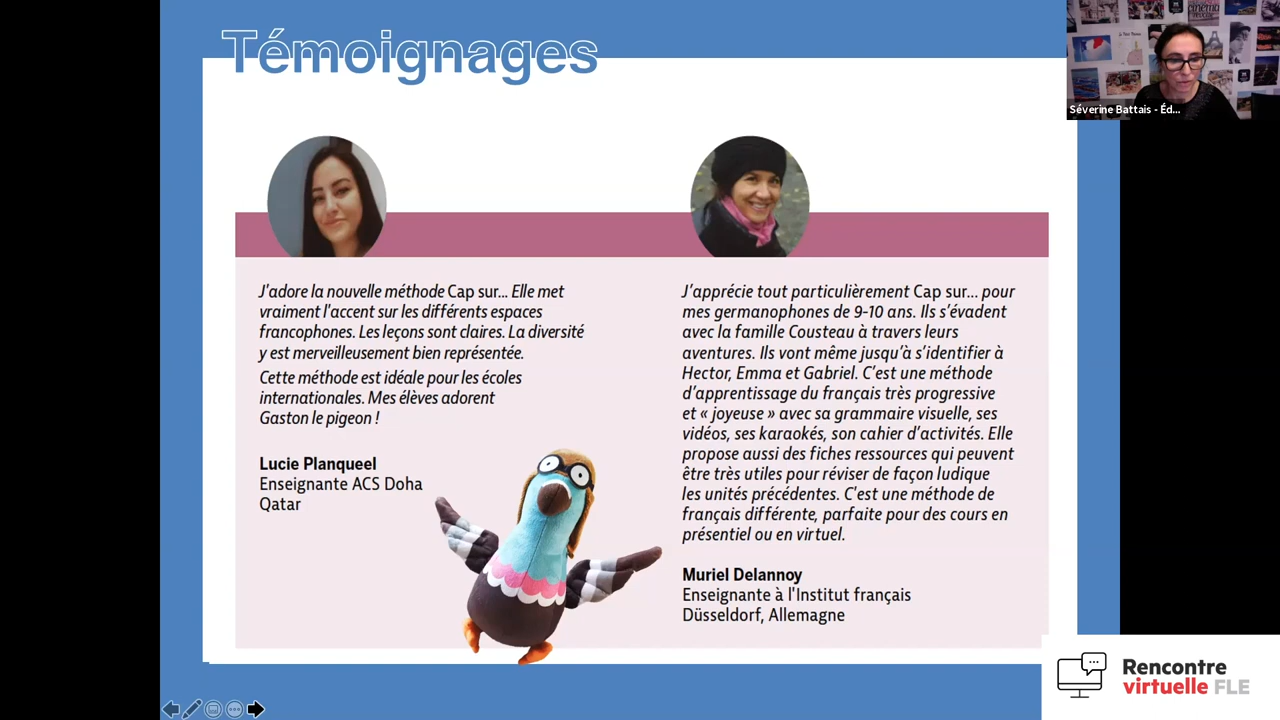 Témoignages
Séverine Battais - Éd...
J'adore la nouvelle méthode Cap sur... Elle met
vraiment l'accent sur les différents espaces
francophones. Les leçons sont claires. La diversité
y est merveilleusement bien représentée.
Cette méthode est idéale pour les écoles
internationales. Mes élèves adorent
Gaston le pigeon !
Lucie Planqueel
Enseignante ACS Doha
Qatar
J'apprécie tout particulièrement Cap sur... pour
mes germanophones de 9-10 ans. Ils s'évadent
avec la famille Cousteau à travers leurs
aventures. Ils vont même jusqu'à s'identifier à
Hector, Emma et Gabriel. C'est une méthode
d'apprentissage du français très progressive
et « joyeuse » avec sa grammaire visuelle, ses
vidéos, ses karaokés, son cahier d'activités. Elle
propose aussi des fiches ressources qui peuvent
être très utiles pour réviser de façon ludique
les unités précédentes. C'est une méthode de
français différente, parfaite pour des cours en
présentiel ou en virtuel.
Muriel Delannoy
Enseignante à l'Institut français
Düsseldorf, Allemagne
Rencontre
virtuelle FLE